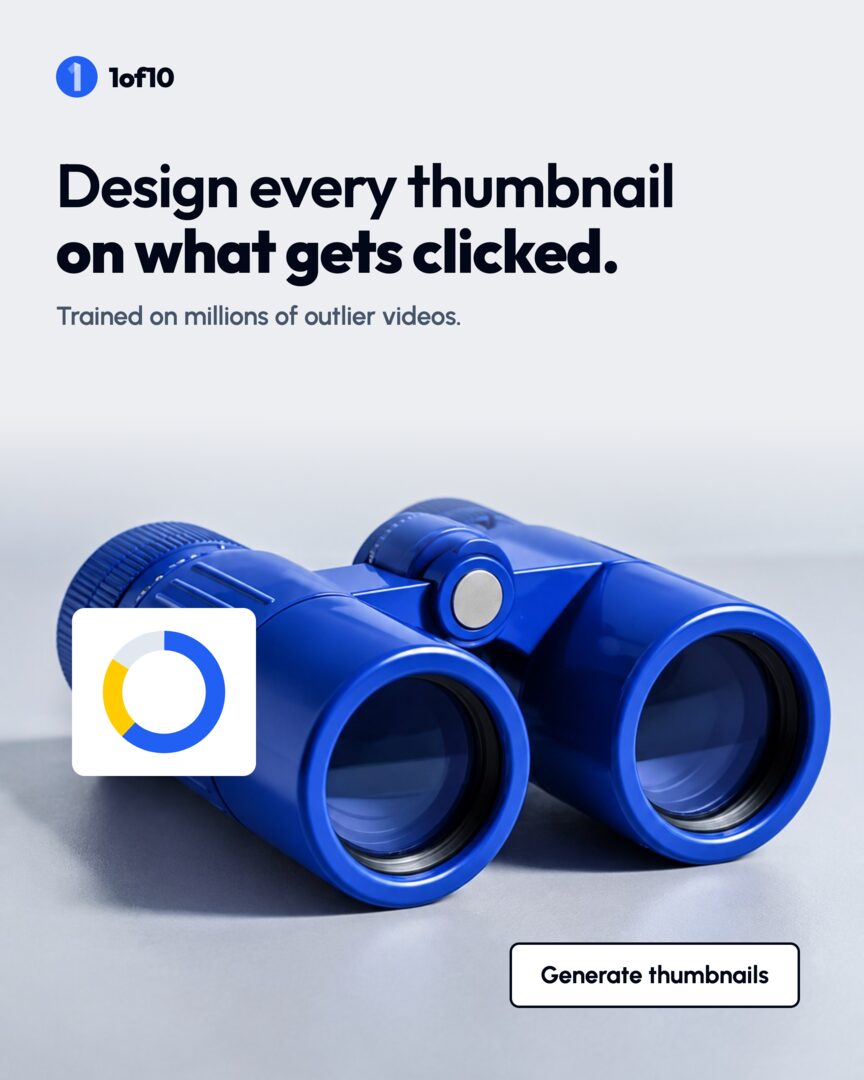 1of10
Design every thumbnail
on what gets clicked.
Trained on millions of outlier videos.
Generate thumbnails